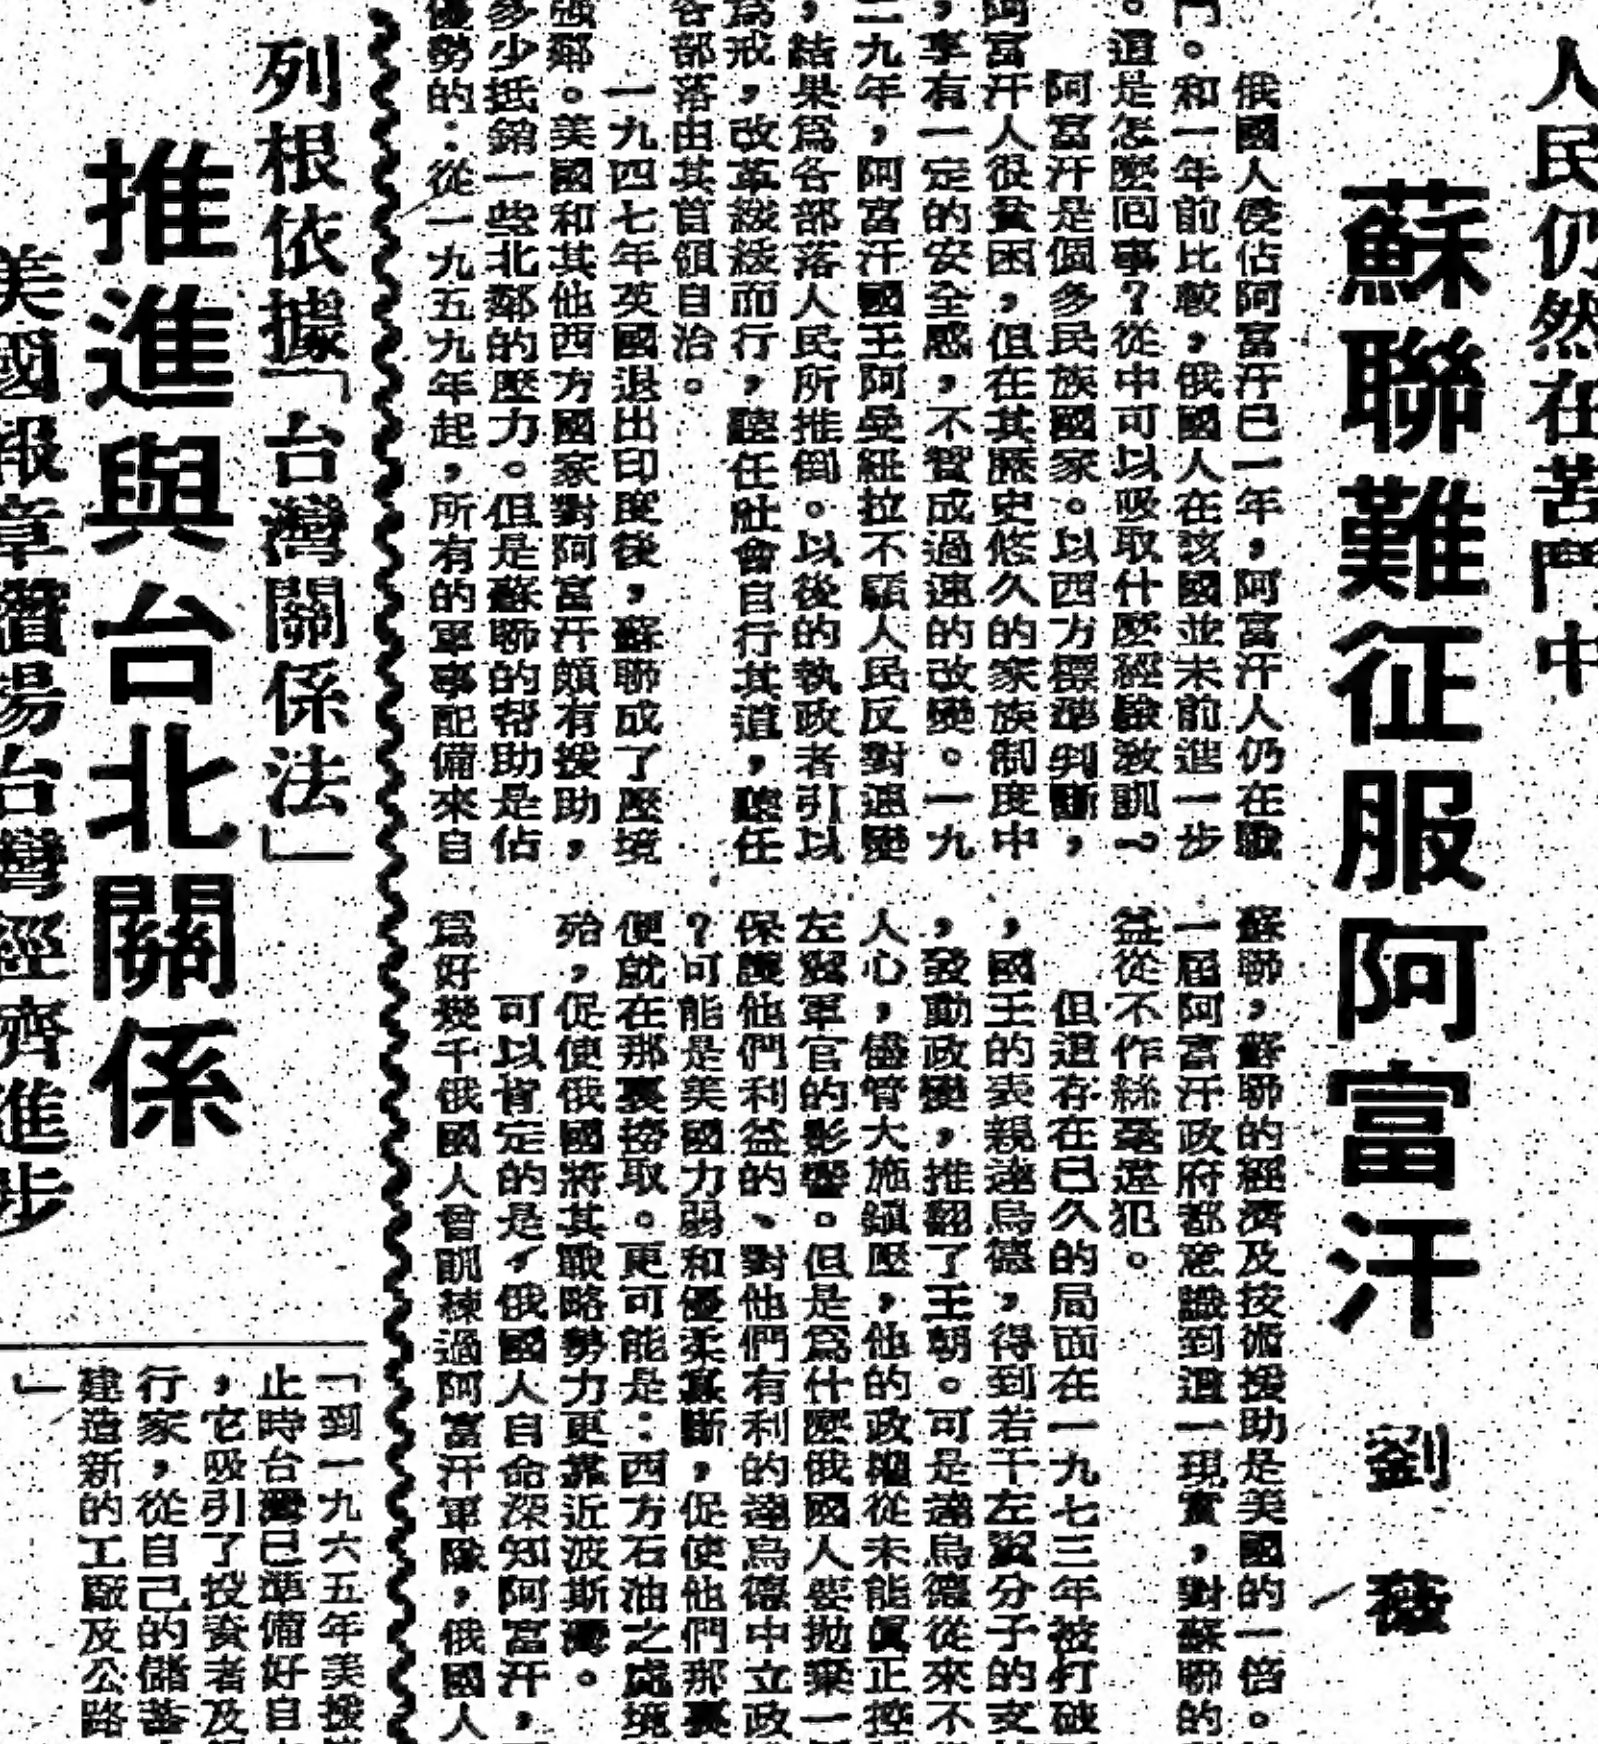 人民仍然在苦鬥中
蘇聯難征服阿富汗
劉薇
俄國人侵佔阿富汗已一年，阿富汗人仍在戰
鬥。和一年前比較，俄國人在該國並未前進一步
。這是怎麼回事？從中可以吸取什麼經驗敎訓？
阿富汗是個多民族國家。以西方標準判斷，
阿富汗人很貧困，但在其歷史悠久的家族制度中
，享有一定的安全感，不贊成過速的改變。一九
二九年，阿富汗國王阿曼紐拉不顧人民反對速變
，結果爲各部落人民所推倒。以後的執政者引以
爲戒，改革緩緩而行，聽任社會自行其道，聽任
各部落由其首領自治。
一九四七年英國退出印度後，蘇聯成了壓境
強鄰。美國和其他西方國家對阿富汗頗有援助，
多少抵銷一些北鄰的壓力。但是蘇聯的帮助是佔
優勢的：從一九五九年起，所有的軍事配備來自
蘇聯，蘇聯的經濟及技術援助是美國的一倍。
一屆阿富汗政府都意識到這一現實，對蘇聯的
益從不作絲毫違犯。
但這存在已久的局面在一九七三年被打破
，國王的表親達烏德，得到若干左翼分子的支
，發動政變，推翻了王朝。可是達烏德從來不
人心，儘管大施鎮壓，他的政權從未能眞正控
左翼軍官的影響。但是爲什麼俄國人要拋棄一
保護他們利益的、對他們有利的達烏德中立政
？可能是美國力弱和優柔寡斷，促使他們那裏
便就在那裏撈取。更可能是：西方石油之處境
殆，促使俄國將其戰略勢力更靠近波斯灣。
可以肯定的是，俄國人自命深知阿富汗，
爲好幾千俄國人曾訓練過阿富汗軍隊，俄國人
列根依據「台灣關係法」
推進與台北關係
美國報章讚揚台灣經濟進步
「到一九六五年美援
止時台灣已準備好自
，它吸引了投資者及
行家，從自己的儲蓄
建造新的工廠及公路
」